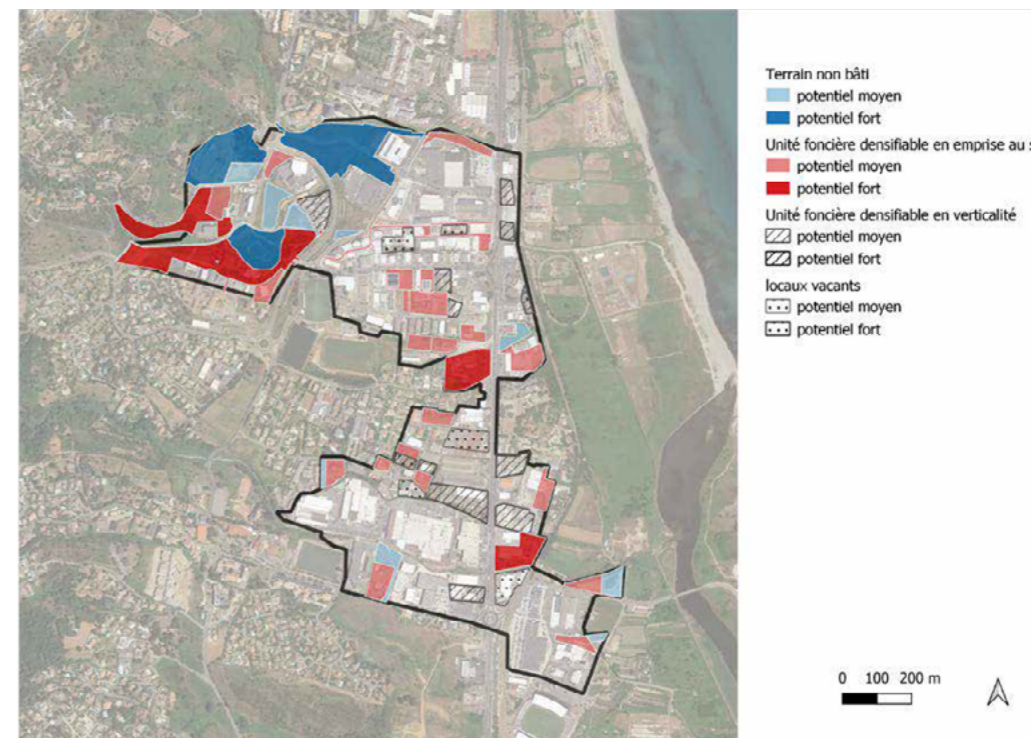 Terrain non bâti
potentiel moyen
potentiel fort
Unité foncière densifiable en emprise au s
potentiel moyen
potentiel fort
Unité foncière densifiable en verticalité
potentiel moyen
potentiel fort
locaux vacants
potentiel moyen
potentiel fort
0 100 200 m